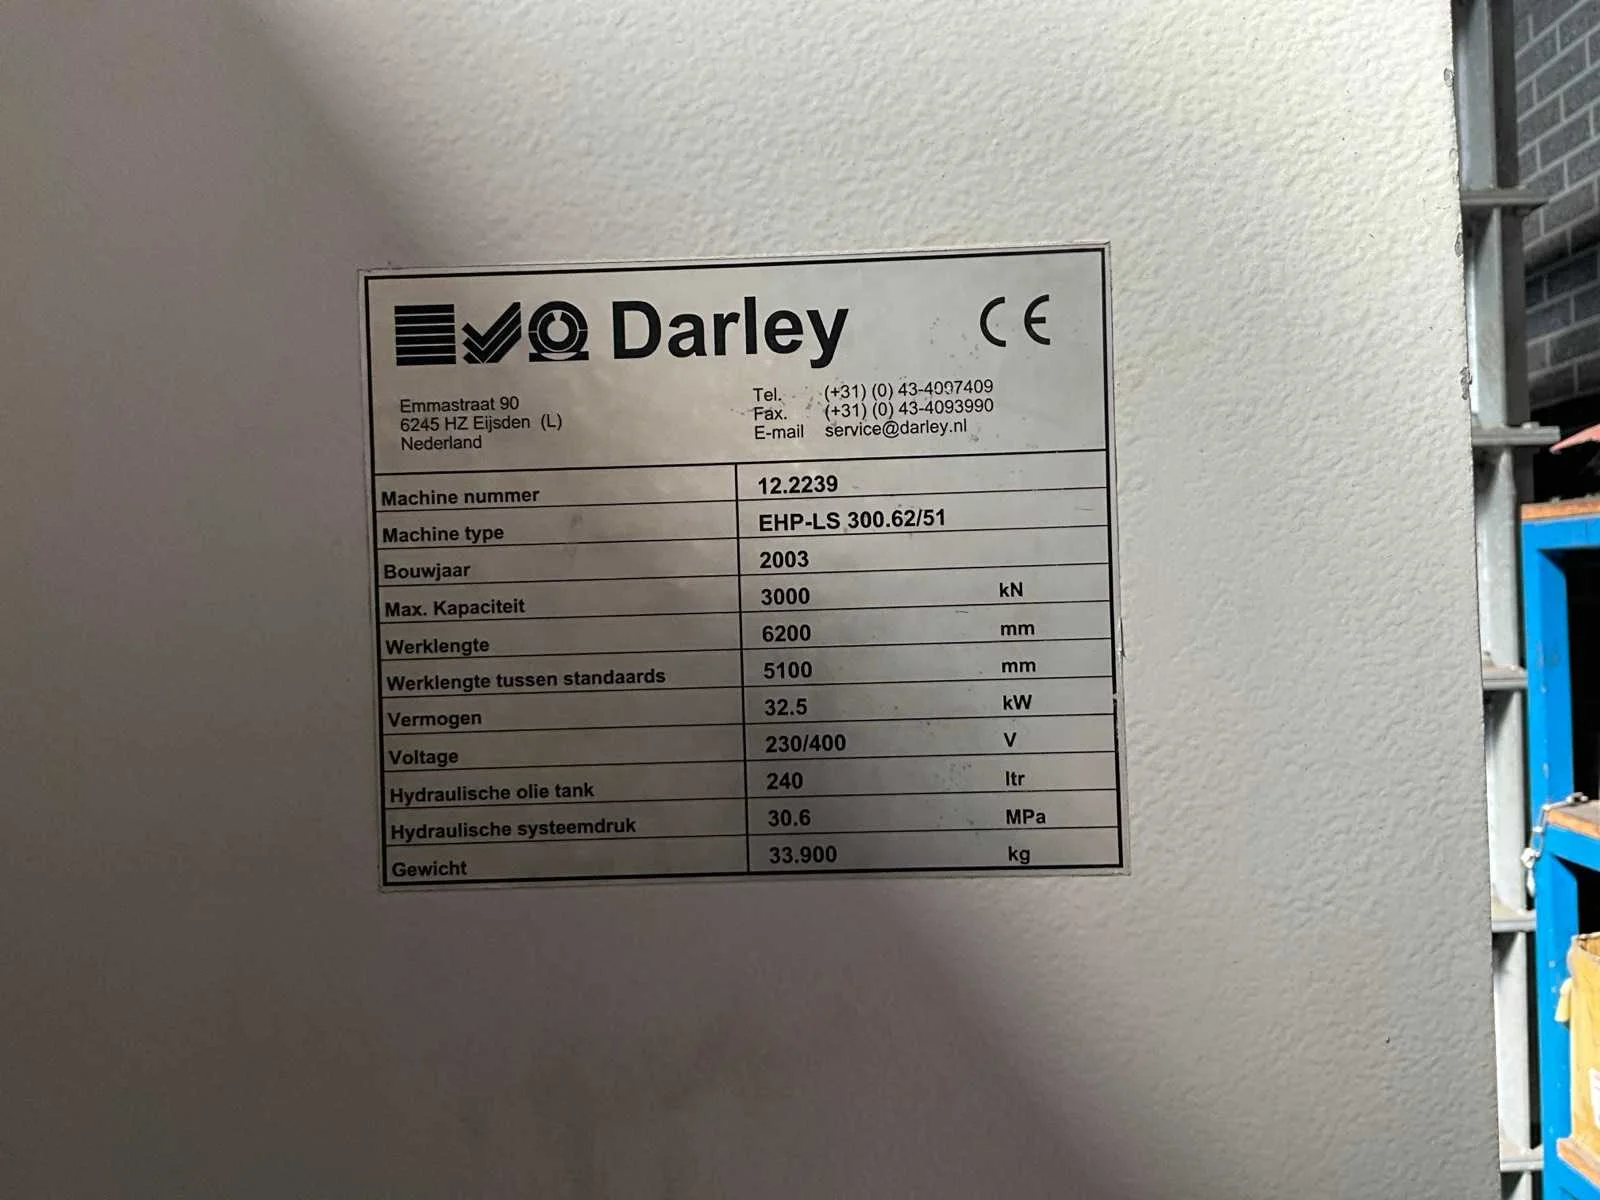 Darley CE
Emmastraat 90
6245 HZ Eijsden (L)
Nederland
Tel. (+31) (0) 43-4097409
Fax. (+31) (0) 43-4093990
E-mail service@darley.nl
Machine nummer 12.2239
Machine type EHP-LS 300.62/51
Bouwjaar 2003
Max. Kapaciteit 3000 kN
Werklengte 6200 mm
Werklengte tussen standaards 5100 mm
Vermogen 32.5 kW
Voltage 230/400 V
Hydraulische olie tank 240 ltr
Hydraulische systeemdruk 30.6 MPa
Gewicht 33.900 kg